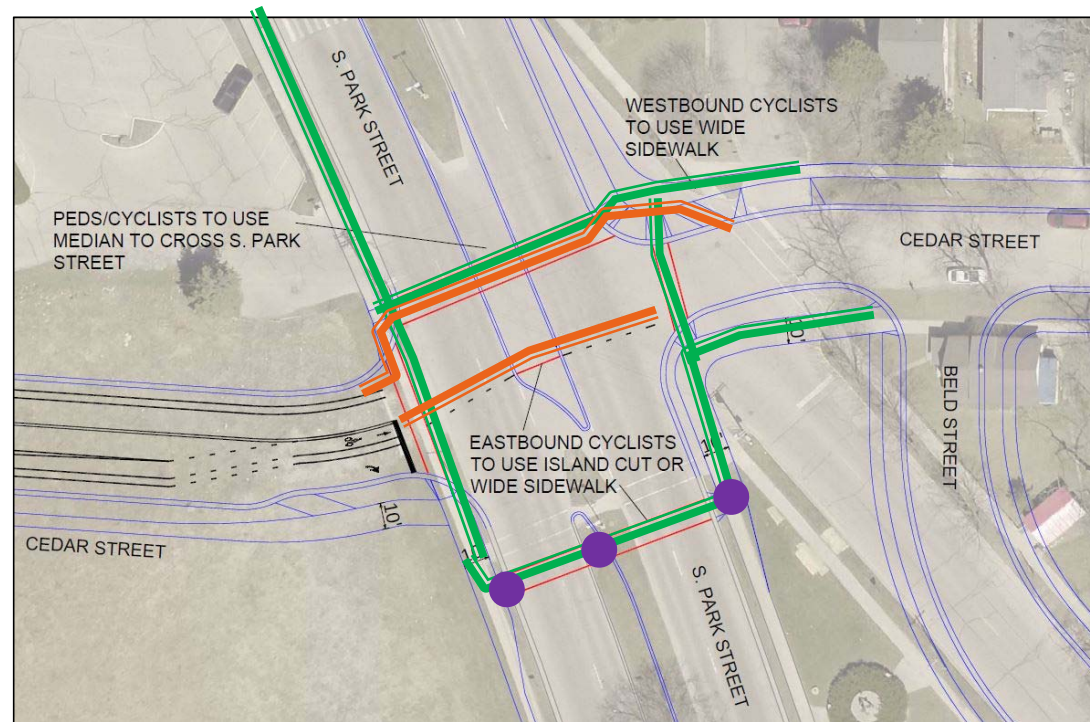 S. PARK STREET
WESTBOUND CYCLISTS
TO USE WIDE
SIDEWALK
PEDS/CYCLISTS TO USE
MEDIAN TO CROSS S. PARK
STREET
CEDAR STREET
10'
BELD STREET
EASTBOUND CYCLISTS
TO USE ISLAND CUT OR
WIDE SIDEWALK
10'
CEDAR STREET
S. PARK STREET